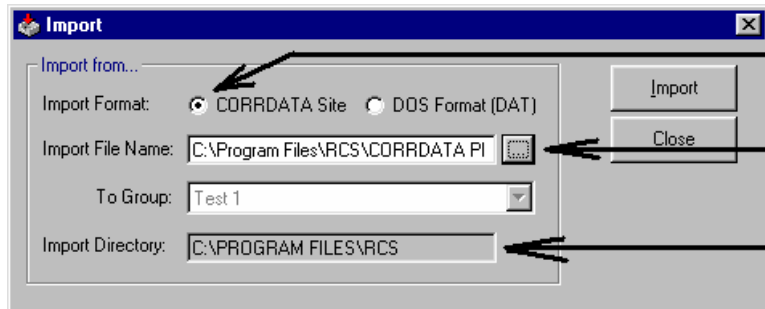 Import
Import from...
Import Format: CORRDATA Site DOS Format (DAT)
Import
Import File Name: C:\Program Files\RCS\CORRDATA Pl
Close
To Group: Test 1
Import Directory: C:\PROGRAM FILES\RCS